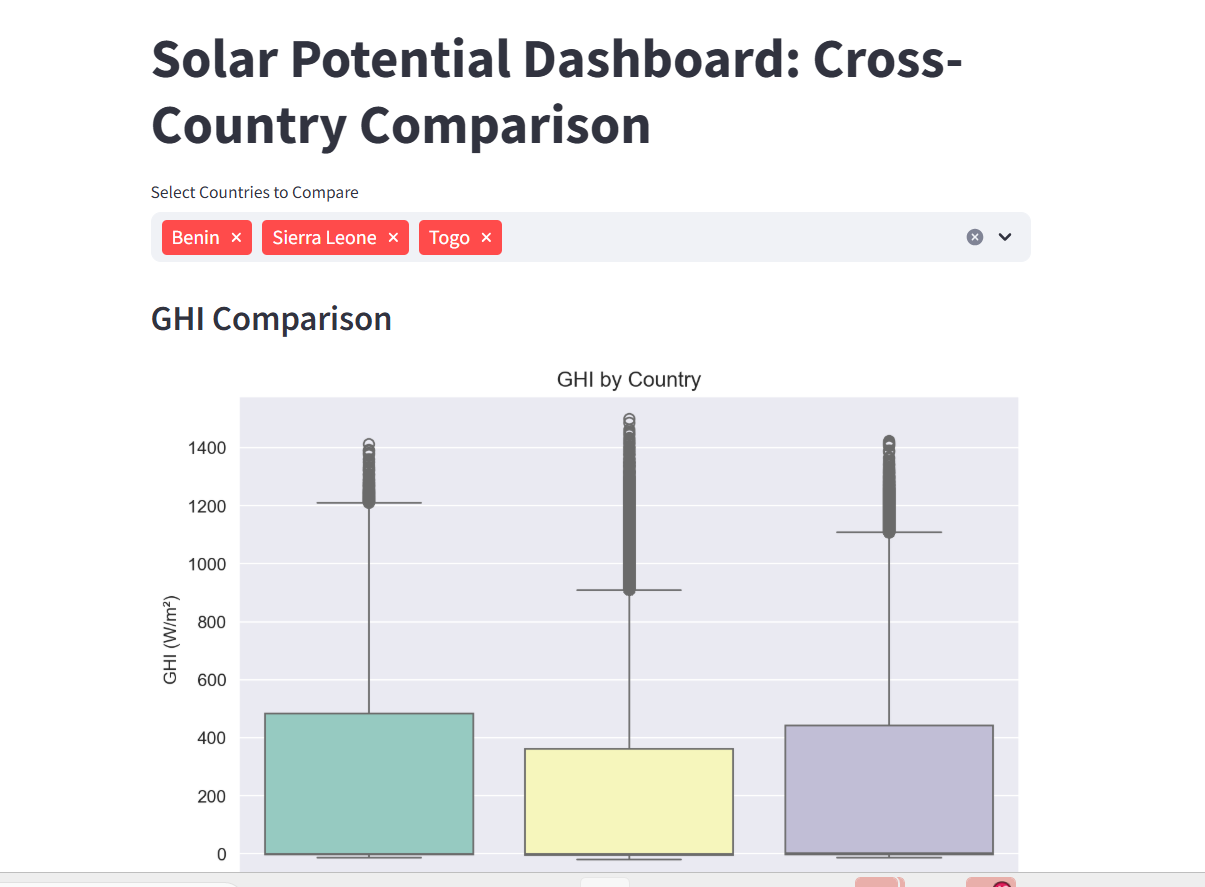 Solar Potential Dashboard: Cross-
Country Comparison
Select Countries to Compare
Benin × Sierra Leone × Togo ×
GHI Comparison
GHI by Country
1400
1200
1000
800
600
400
200
0
GHI (W/m²)